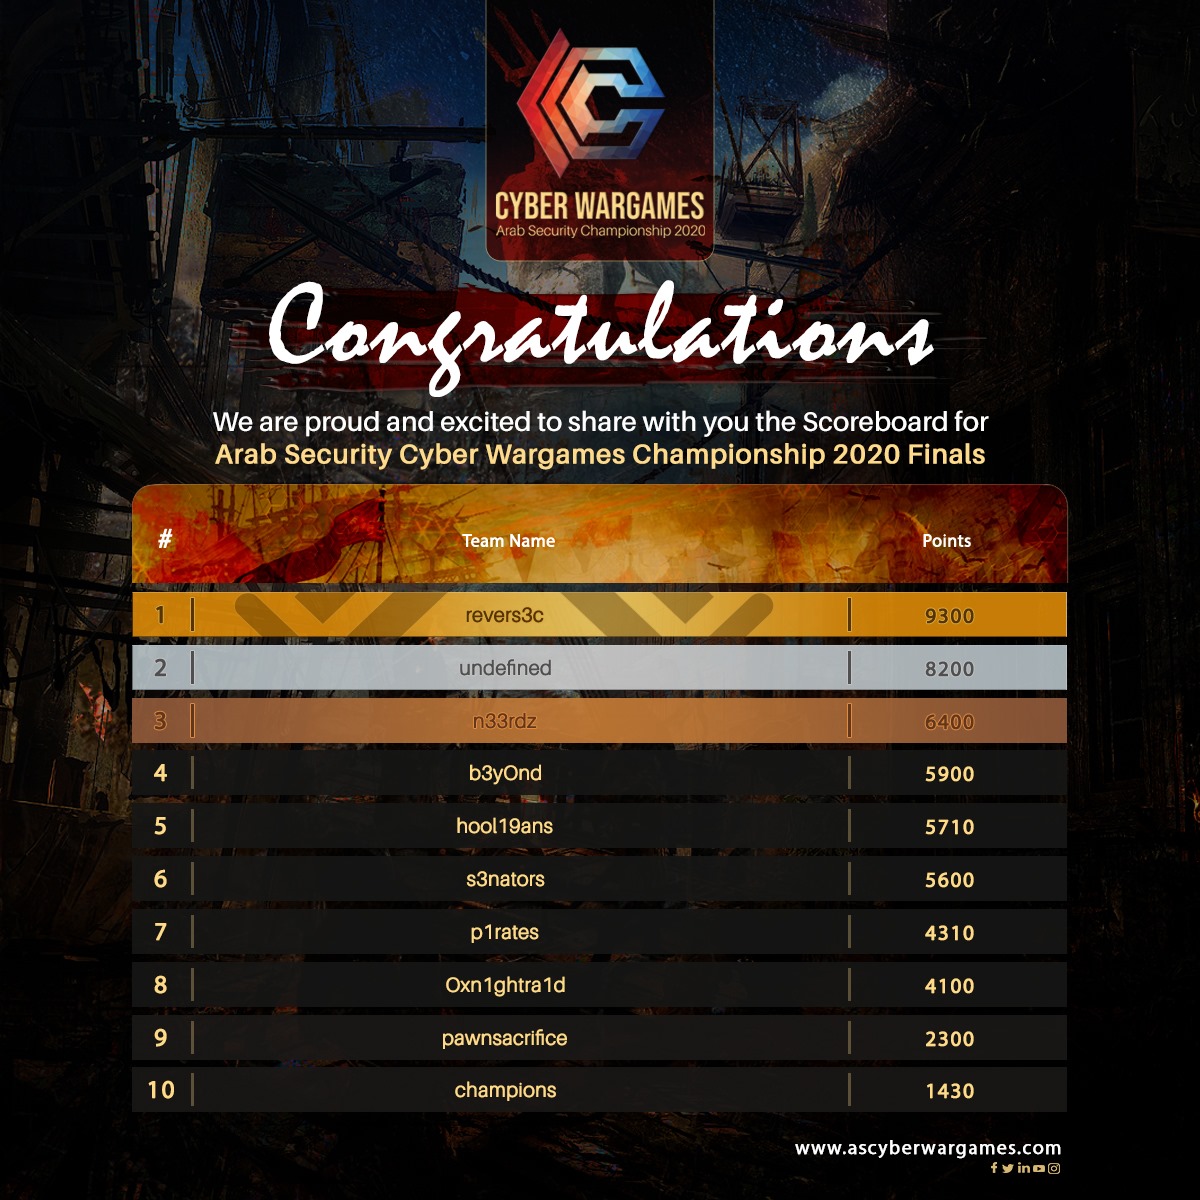 CYBER WARGAMES
Arab Security Championship 2020
Congratulations
We are proud and excited to share with you the Scoreboard for
Arab Security Cyber Wargames Championship 2020 Finals
# Team Name Points
1 revers3c 9300
2 undefined 8200
3 n33rdz 6400
4 b3yOnd 5900
5 hool19ans 5710
6 s3nators 5600
7 p1rates 4310
8 Oxn1ghtra1d 4100
9 pawnsacrifice 2300
10 champions 1430
www.ascyberwargames.com